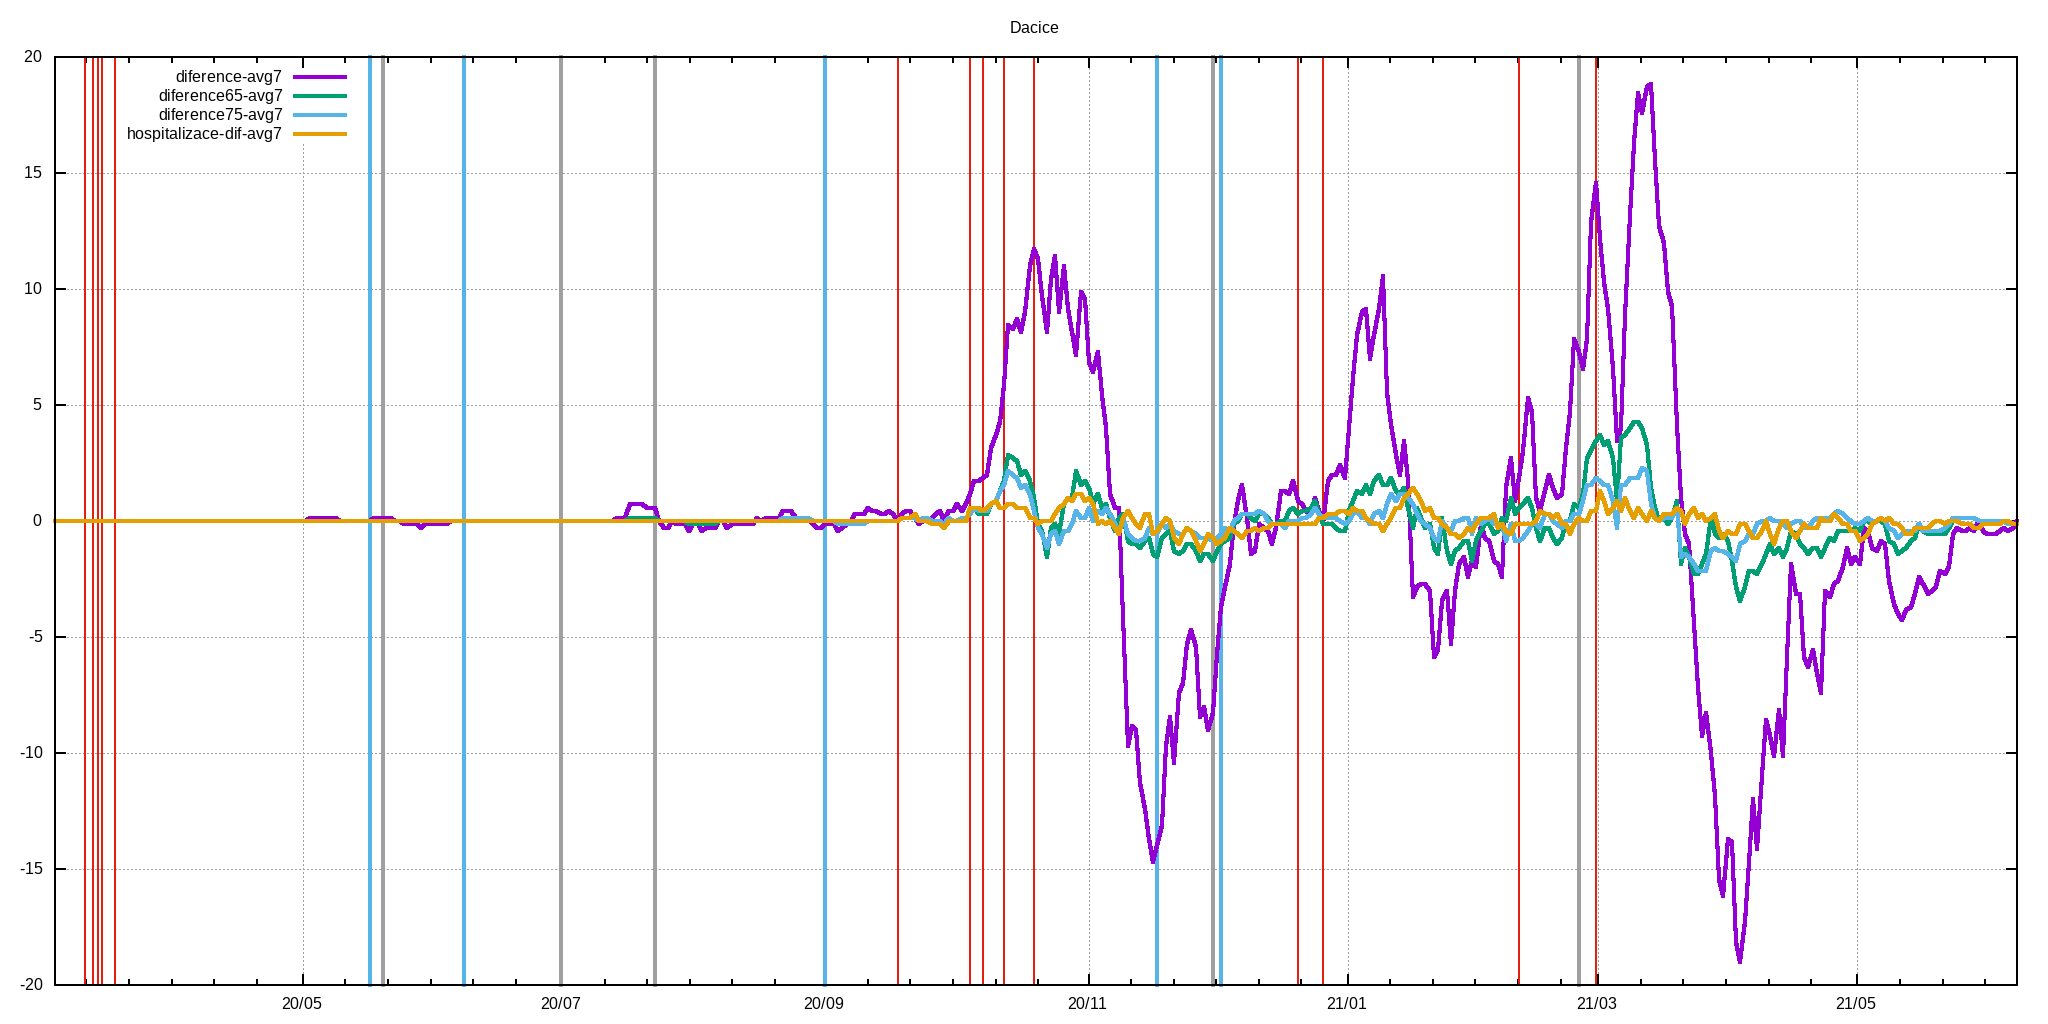 Dacice
20
diference-avg7
diference65-avg7
diference75-avg7
hospitalizace-dif-avg7
15
10
5
0
-5
-10
-15
-20
20/05 20/07 20/09 20/11 21/01 21/03 21/05